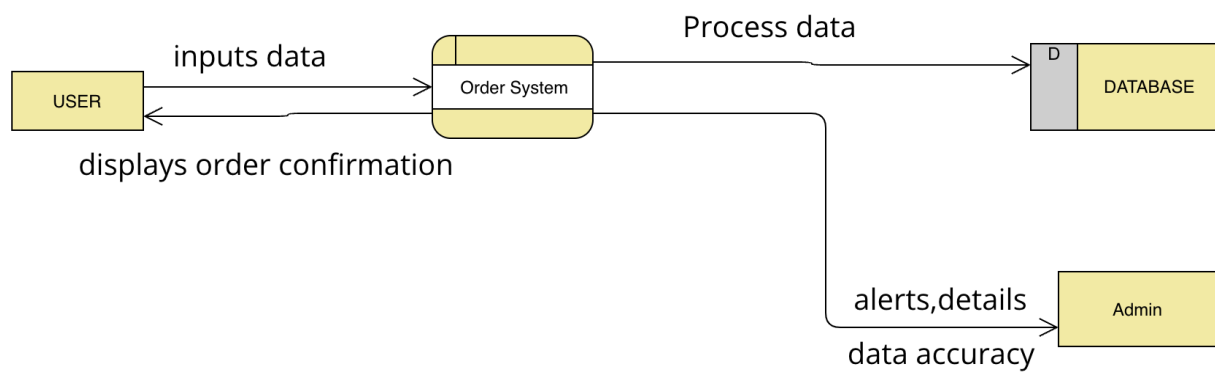 Process data
inputs data
D
USER
Order System
DATABASE
displays order confirmation
alerts,details
Admin
data accuracy